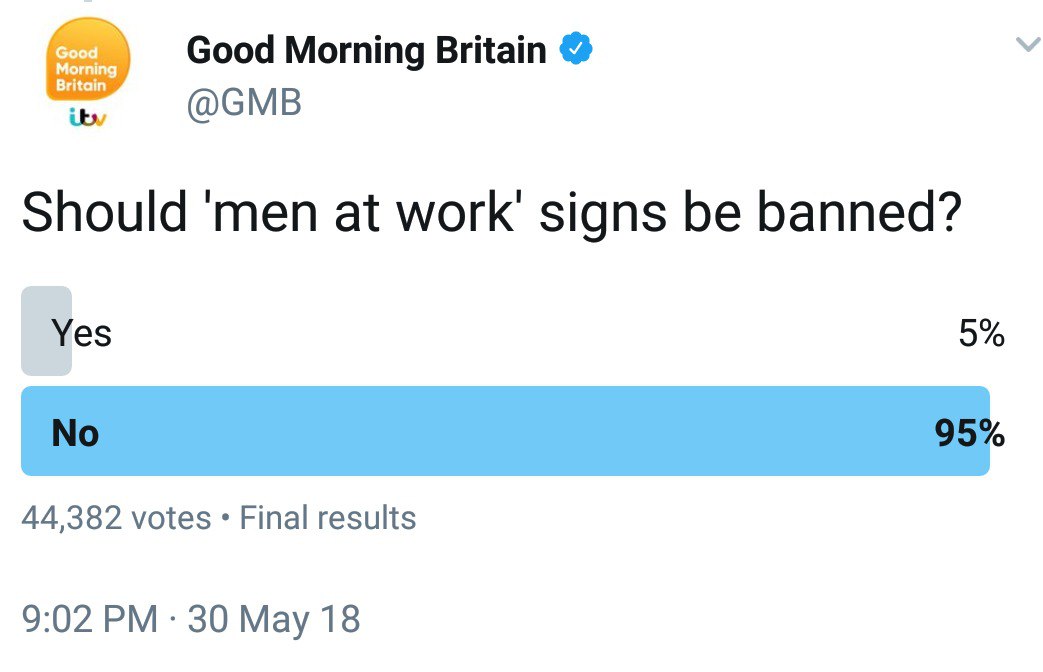 Good
Morning
Britain
itv
Good Morning Britain
@GMB
Should 'men at work' signs be banned?
Yes 5%
No 95%
44,382 votes • Final results
9:02 PM · 30 May 18